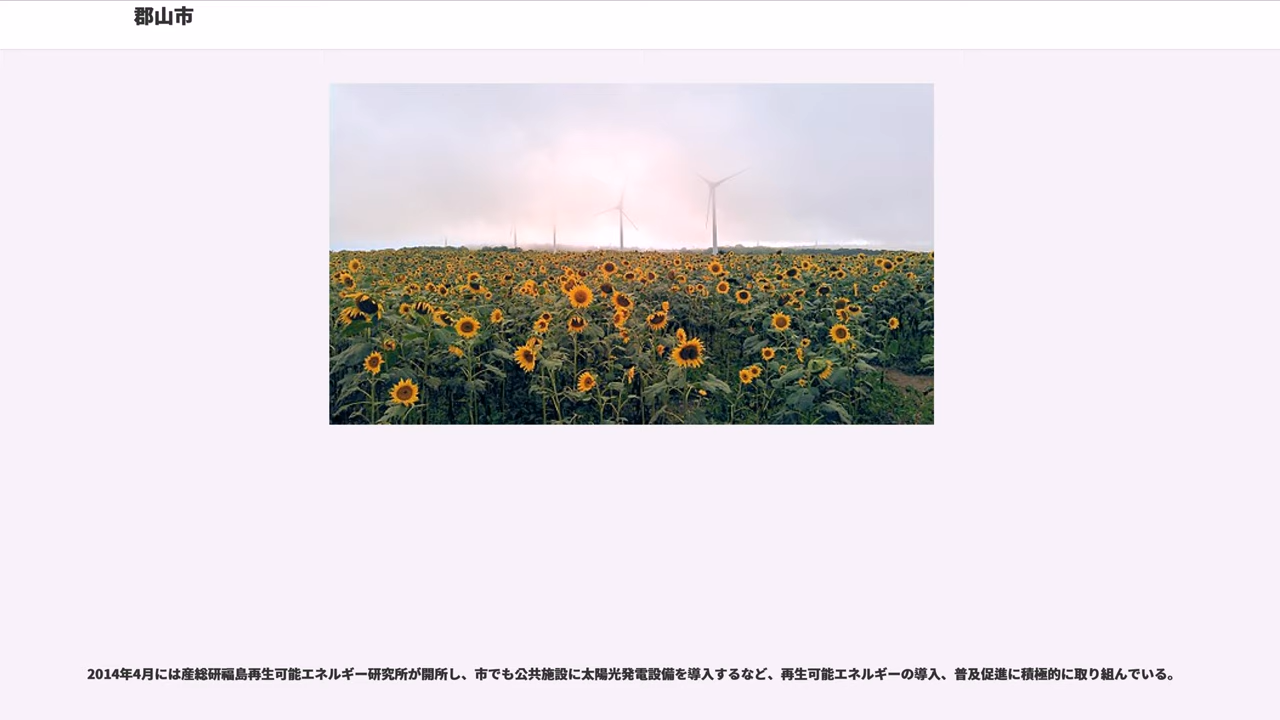 郡山市
2014年4月には産総研福島再生可能エネルギー研究所が開所し、市でも公共施設に太陽光発電設備を導入するなど、再生可能エネルギーの導入、普及促進に積極的に取り組んでいる。